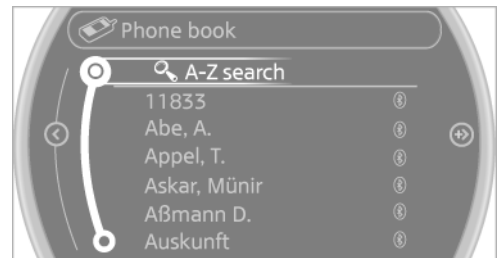 Phone book
A-Z search
11833
Abe, A.
Appel, T.
Askar, Münir
Aßmann D.
Auskunft